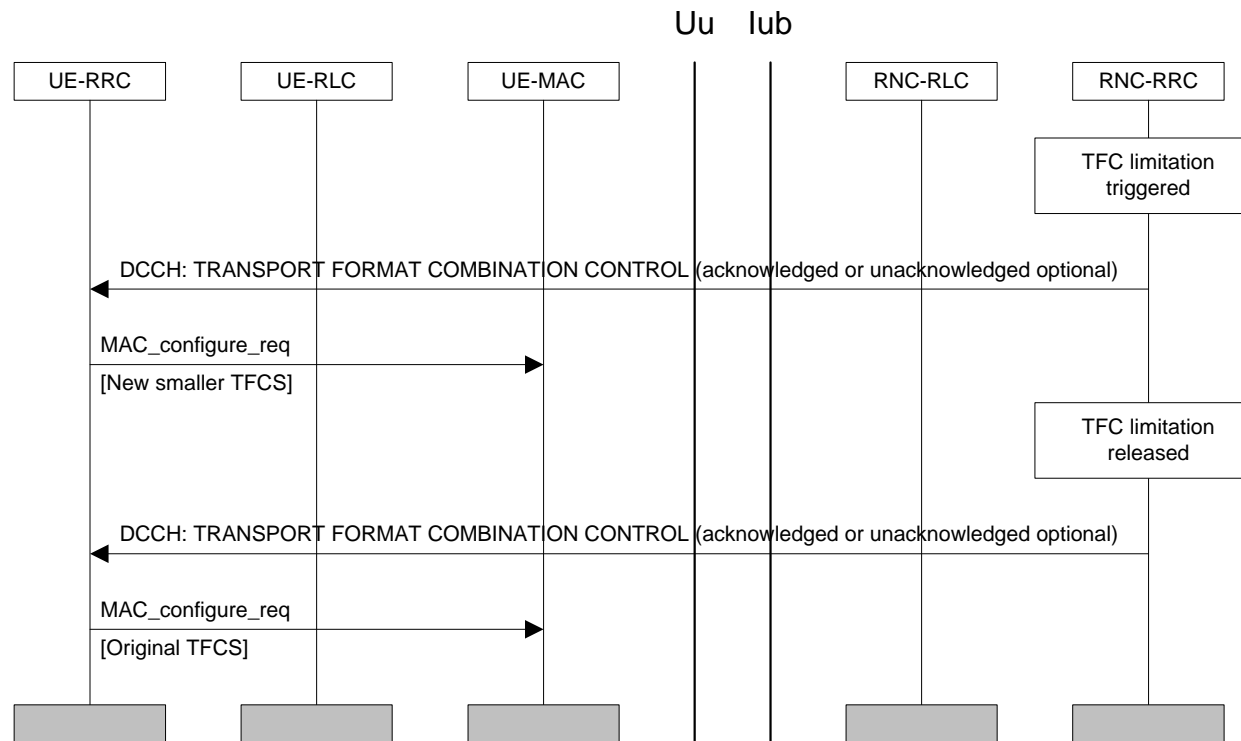 Uu Iub
UE-RRC UE-RLC UE-MAC RNC-RLC RNC-RRC
TFC limitation
triggered
DCCH: TRANSPORT FORMAT COMBINATION CONTROL (acknowledged or unacknowledged optional)
MAC_configure_req
[New smaller TFCS]
TFC limitation
released
DCCH: TRANSPORT FORMAT COMBINATION CONTROL (acknowledged or unacknowledged optional)
MAC_configure_req
[Original TFCS]